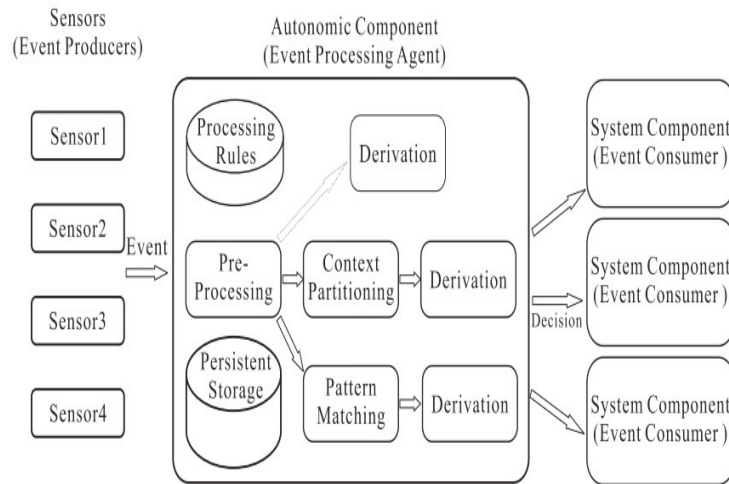 Sensors
(Event Producers)
Sensor1
Sensor2
Sensor3
Sensor4
Event
Autonomic Component
(Event Processing Agent)
Processing
Rules
Derivation
Pre-
Processing
Context
Partitioning
Derivation
Persistent
Storage
Pattern
Matching
Derivation
Decision
System Component
(Event Consumer )
System Component
(Event Consumer )
System Component
(Event Consumer )